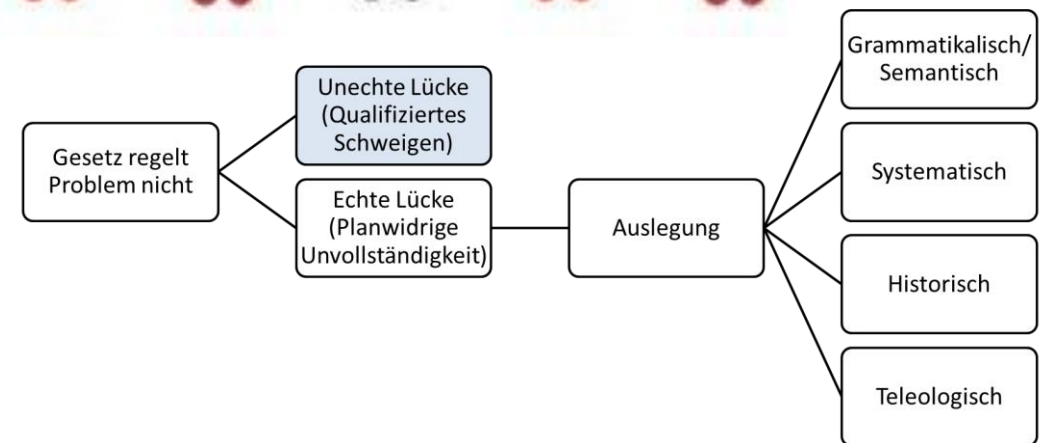 Gesetz regelt
Problem nicht
Unechte Lücke
(Qualifiziertes
Schweigen)
Echte Lücke
(Planwidrige
Unvollständigkeit)
Auslegung
Grammatikalisch/
Semantisch
Systematisch
Historisch
Teleologisch